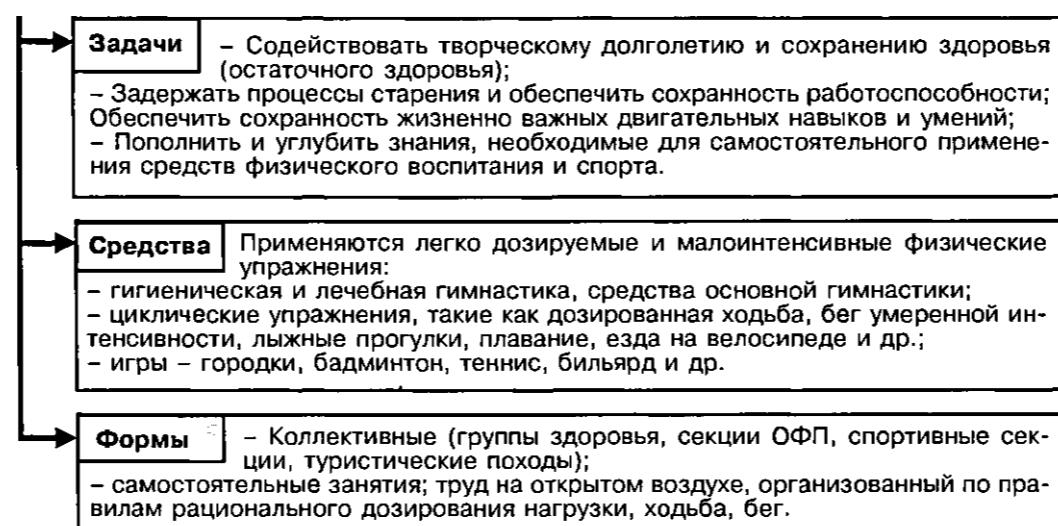 Задачи – Содействовать творческому долголетию и сохранению здоровья
(остаточного здоровья);
– Задержать процессы старения и обеспечить сохранность работоспособности;
Обеспечить сохранность жизненно важных двигательных навыков и умений;
– Пополнить и углубить знания, необходимые для самостоятельного примене-
ния средств физического воспитания и спорта.
Средства Применяются легко дозируемые и малоинтенсивные физические
упражнения:
– гигиеническая и лечебная гимнастика, средства основной гимнастики;
– циклические упражнения, такие как дозированная ходьба, бег умеренной ин-
тенсивности, лыжные прогулки, плавание, езда на велосипеде и др.;
– игры – городки, бадминтон, теннис, бильярд и др.
Формы – Коллективные (группы здоровья, секции ОФП, спортивные сек-
ции, туристические походы);
– самостоятельные занятия; труд на открытом воздухе, организованный по пра-
вилам рационального дозирования нагрузки, ходьба, бег.